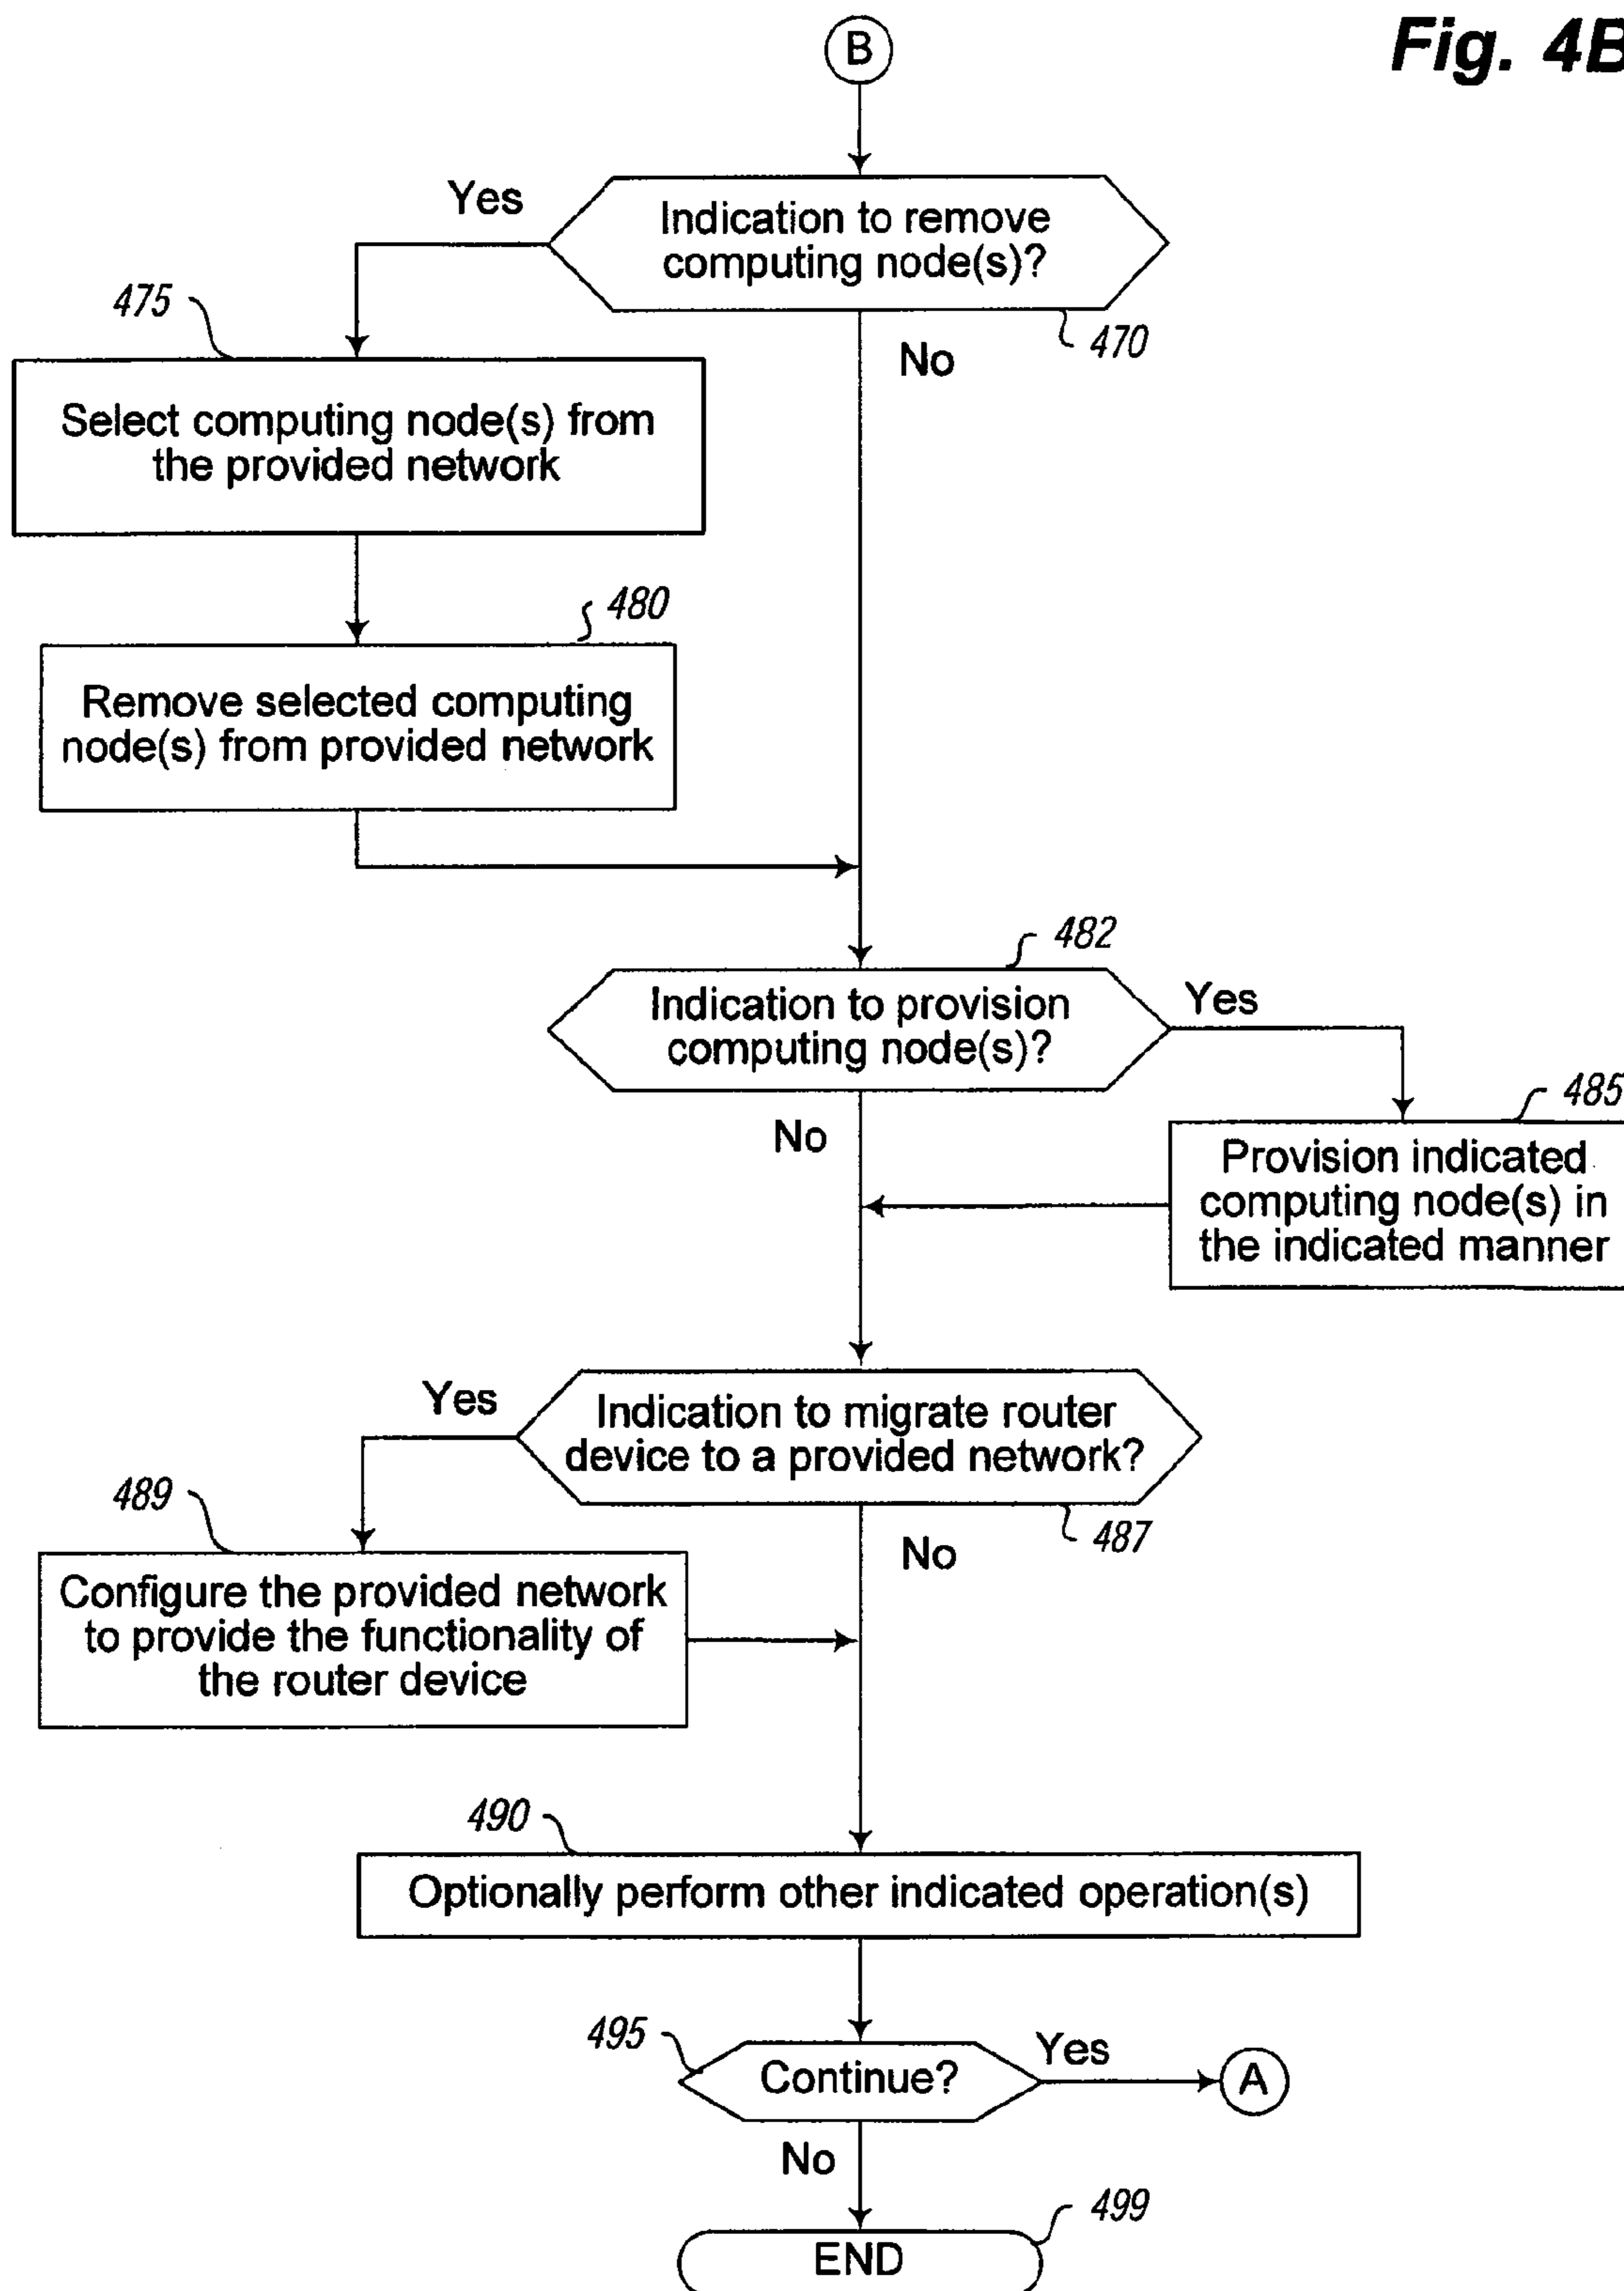 Fig. 4B
B
Yes
Indication to remove
computing node(s)?
470
475
No
Select computing node(s) from
the provided network
480
Remove selected computing
node(s) from provided network
482
Indication to provision
computing node(s)?
Yes
485
No
Provision indicated
computing node(s) in
the indicated manner
Yes
Indication to migrate router
device to a provided network?
487
489
No
Configure the provided network
to provide the functionality of
the router device
490
Optionally perform other indicated operation(s)
495
Continue?
Yes
A
No
499
END